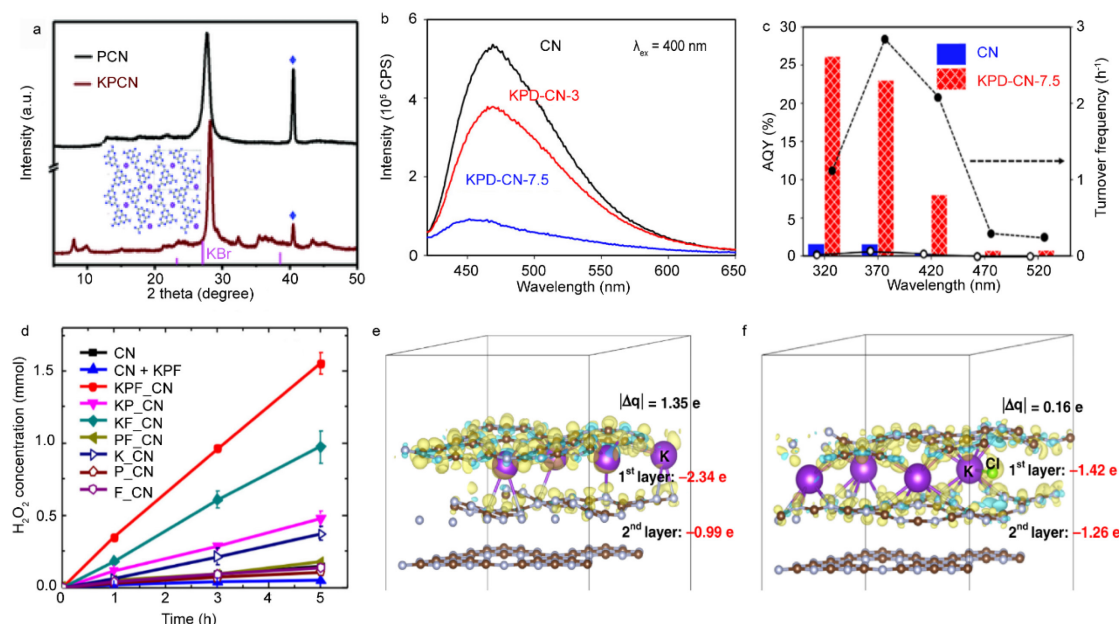 a
PCN
KPCN
Intensity (a.u.)
KBr
10 20 30 40 50
2 theta (degree)
b
6
4
2
0
Intensity (10⁵ CPS)
CN
λex = 400 nm
KPD-CN-3
KPD-CN-7.5
450 500 550 600 650
Wavelength (nm)
c
30
25
20
15
10
5
0
AQY (%)
CN
KPD-CN-7.5
3
2
1
0
Turnover frequency (h⁻¹)
320 370 420 470 520
Wavelength (nm)
d
1.5
1.0
0.5
0.0
H₂O₂ concentration (mmol)
CN
CN + KPF
KPF_CN
KP_CN
KF_CN
PF_CN
K_CN
P_CN
F_CN
0 1 2 3 4 5
Time (h)
e
|Δq| = 1.35 e
K
1st layer: −2.34 e
2nd layer: −0.99 e
f
|Δq| = 0.16 e
K Cl
1st layer: −1.42 e
2nd layer: −1.26 e